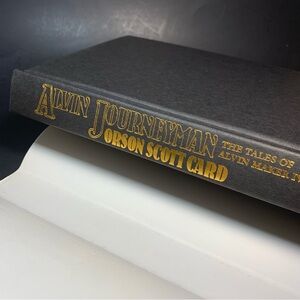 ALVIN JOURNEYMAN
ORSON SCOTT CARD
THE TALES OF
ALVIN MAKER IV